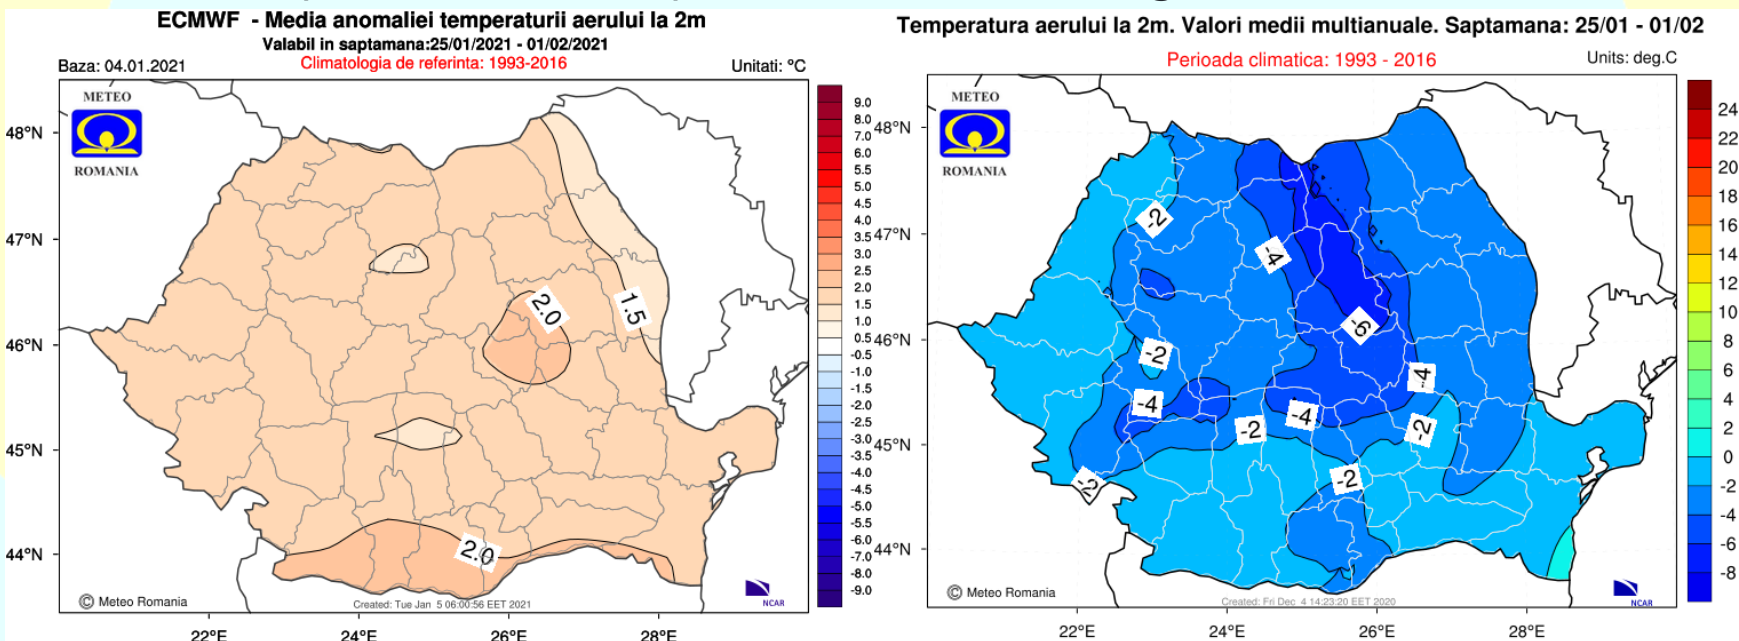 ECMWF - Media anomaliei temperaturii aerului la 2m
Valabil in saptamana:25/01/2021 - 01/02/2021
Baza: 04.01.2021
Climatologia de referinta: 1993-2016
Unitati: °C
METEO
ROMANIA
48°N
47°N
46°N
45°N
44°N
22°E
24°E
26°E
28°E
2.0
1.5
2.0
© Meteo Romania
Created: Tue Jan 5 06:00:56 EET 2021
NCAR
9.0
8.0
7.0
6.0
5.5
5.0
4.5
4.0
3.5
3.0
2.5
2.0
1.5
1.0
0.5
-0.5
-1.0
-1.5
-2.0
-2.5
-3.0
-3.5
-4.0
-4.5
-5.0
-5.5
-6.0
-7.0
-8.0
-9.0
Temperatura aerului la 2m. Valori medii multianuale. Saptamana: 25/01 - 01/02
Perioada climatica: 1993 - 2016
Units: deg.C
METEO
ROMANIA
48°N
47°N
46°N
45°N
44°N
22°E
24°E
26°E
28°E
-2
-4
-6
-2
-4
-4
-4
-2
-2
-2
-2
© Meteo Romania
Created: Fri Dec 4 14:23:20 EET 2020
NCAR
24
22
20
18
16
14
12
10
8
6
4
2
0
-2
-4
-6
-8